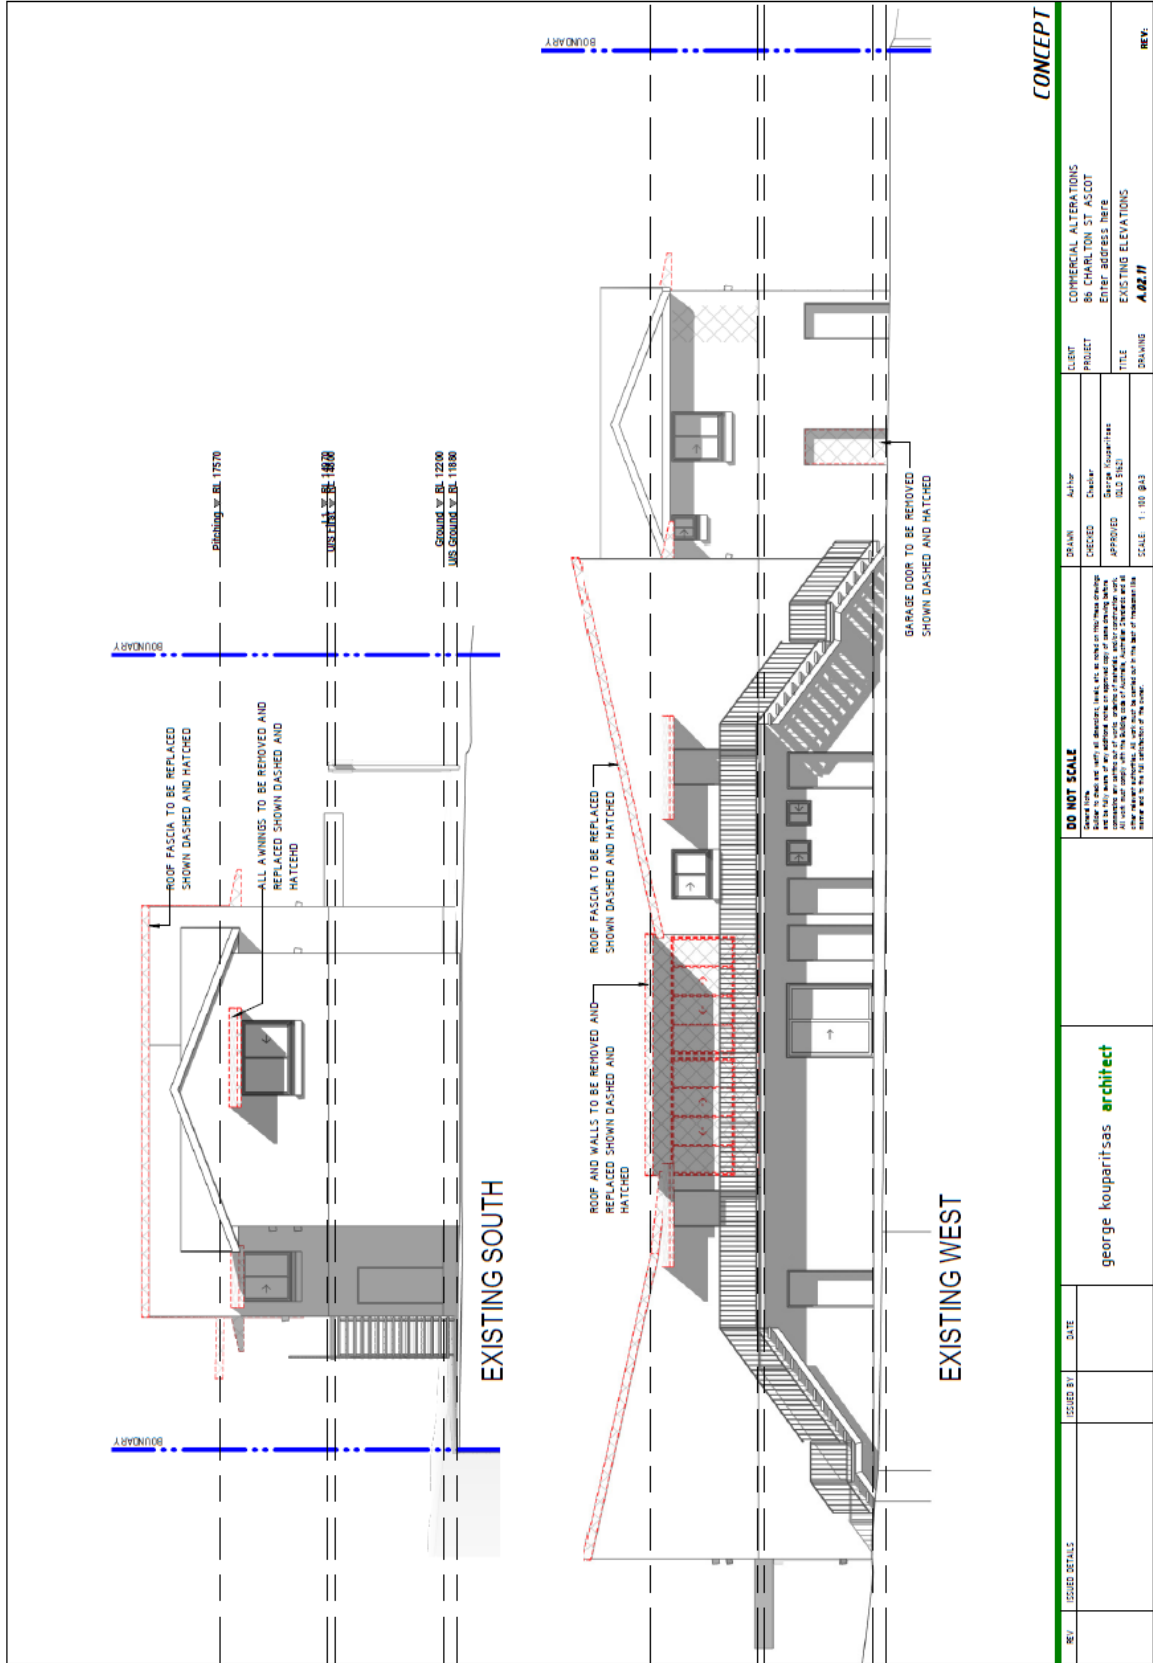 BOUNDARY
BOUNDARY
ROOF FASCIA TO BE REPLACED
SHOWN DASHED AND HATCHED
ALL AWNINGS TO BE REMOVED AND
REPLACED SHOWN DASHED AND
HATCEHD
Pitching RL 17570
U/S First
Ground RL 12200
U/S Ground RL 11880
EXISTING SOUTH
BOUNDARY
ROOF AND WALLS TO BE REMOVED AND
REPLACED SHOWN DASHED AND
HATCHED
ROOF FASCIA TO BE REPLACED
SHOWN DASHED AND HATCHED
GARAGE DOOR TO BE REMOVED
SHOWN DASHED AND HATCHED
EXISTING WEST
CONCEPT
REV
ISSUED DETAILS
ISSUED BY
DATE
george kouparitsas architect
DO NOT SCALE
General Note
DRAWN Author
CHECKED Checker
APPROVED George Kouparitsas
SCALE: 1 : 100 @A3
CLIENT COMMERCIAL ALTERATIONS
PROJECT 86 CHARLTON ST ASCOT
Enter address here
TITLE EXISTING ELEVATIONS
DRAWING A.02.11
REV: